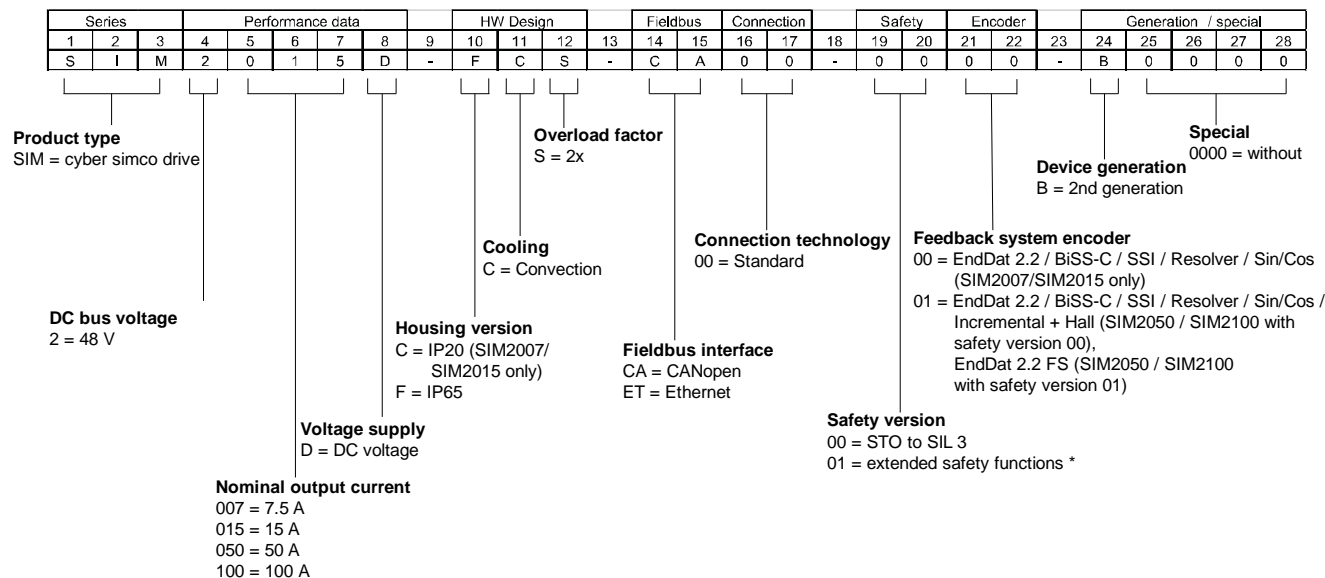 Series Performance data HW Design Fieldbus Connection Safety Encoder Generation / special
1 2 3 4 5 6 7 8 9 10 11 12 13 14 15 16 17 18 19 20 21 22 23 24 25 26 27 28
S I M 2 0 1 5 D - F C S - C A 0 0 - 0 0 0 0 - B 0 0 0 0
Product type
SIM = cyber simco drive
DC bus voltage
2 = 48 V
Nominal output current
007 = 7.5 A
015 = 15 A
050 = 50 A
100 = 100 A
Voltage supply
D = DC voltage
Housing version
C = IP20 (SIM2007/
SIM2015 only)
F = IP65
Cooling
C = Convection
Overload factor
S = 2x
Fieldbus interface
CA = CANopen
ET = Ethernet
Connection technology
00 = Standard
Safety version
00 = STO to SIL 3
01 = extended safety functions *
Feedback system encoder
00 = EndDat 2.2 / BiSS-C / SSI / Resolver / Sin/Cos
(SIM2007/SIM2015 only)
01 = EndDat 2.2 / BiSS-C / SSI / Resolver / Sin/Cos /
Incremental + Hall (SIM2050 / SIM2100 with
safety version 00),
EndDat 2.2 FS (SIM2050 / SIM2100
with safety version 01)
Device generation
B = 2nd generation
Special
0000 = without